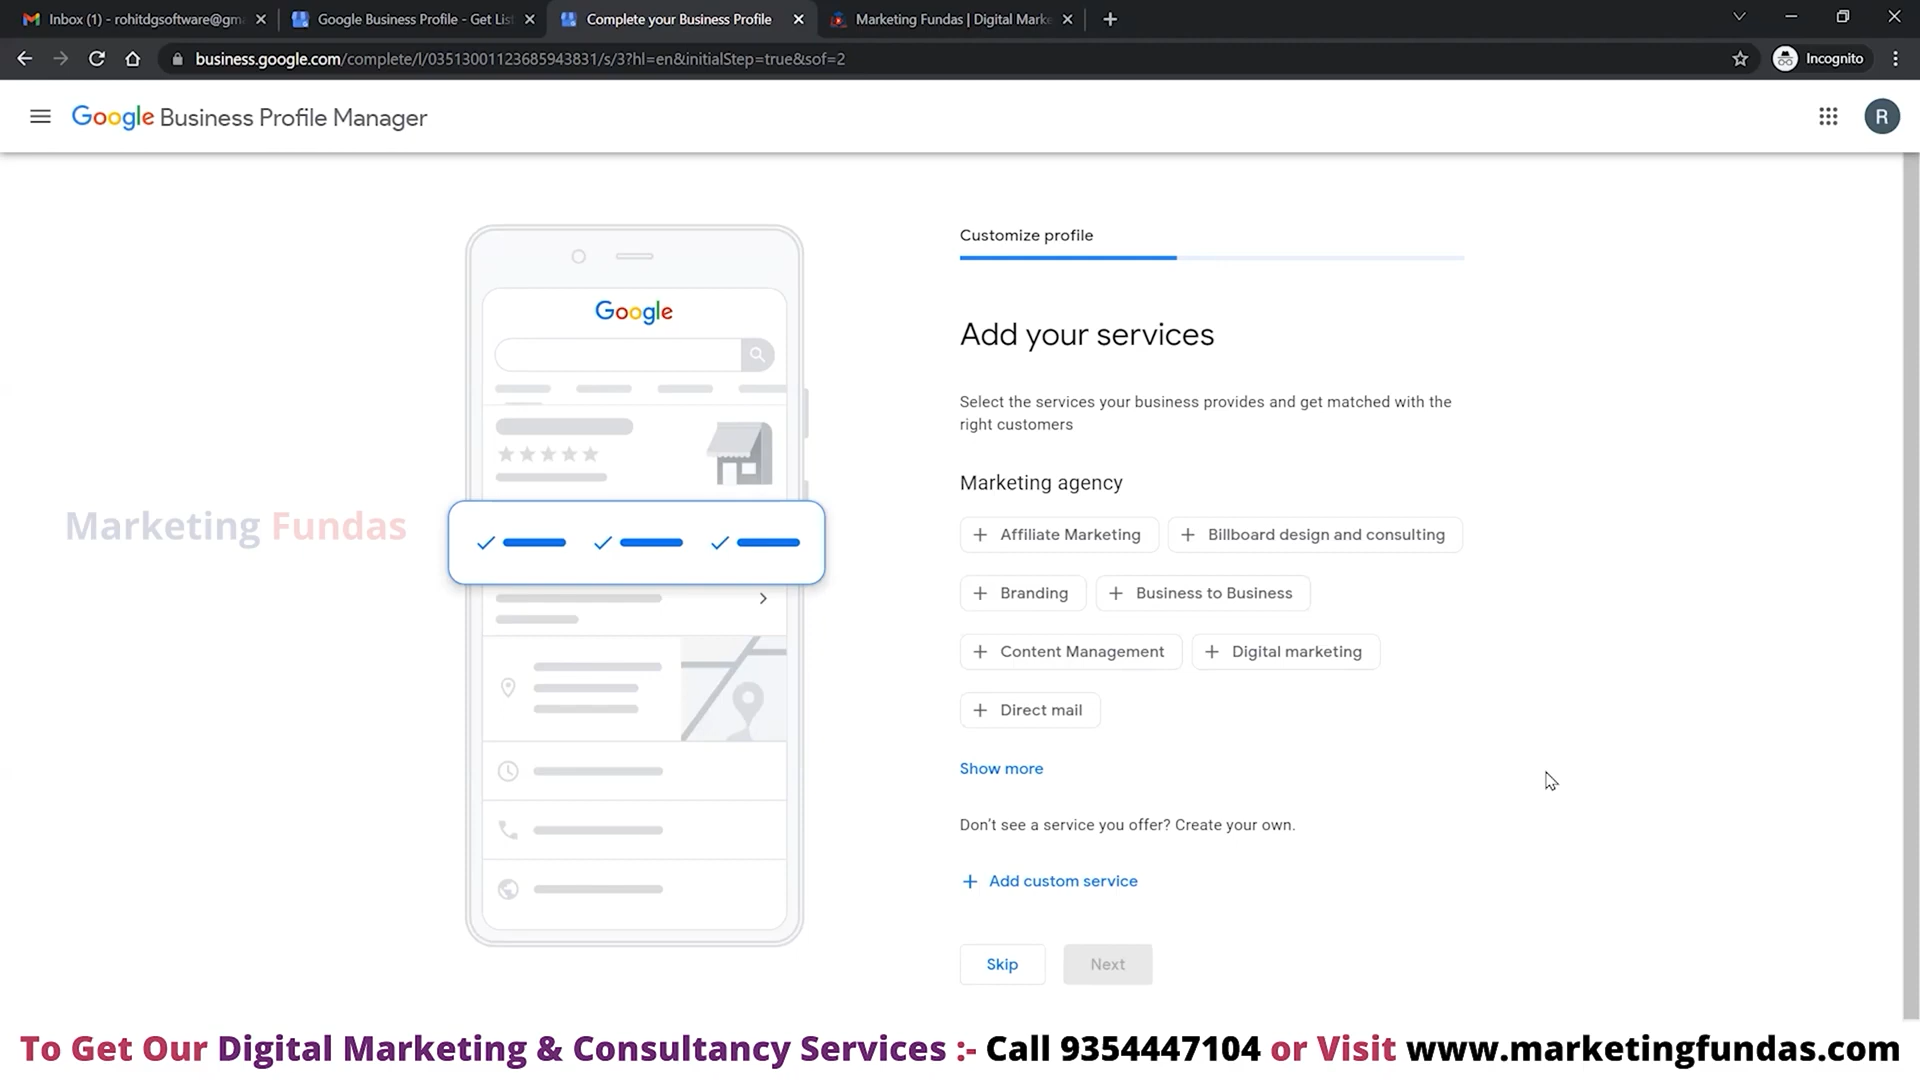 Inbox (1) - rohitdgsoftware@gm
Google Business Profile - Get List
Complete your Business Profile
Marketing Fundas | Digital Marke
business.google.com/complete/l/03513001123685943831/s/3?hl=en&initialStep=true&sof=2
Incognito
Google Business Profile Manager
R
Customize profile
Google
Add your services
Select the services your business provides and get matched with the
right customers
Marketing agency
Marketing Fundas
Affiliate Marketing
Billboard design and consulting
Branding
Business to Business
Content Management
Digital marketing
Direct mail
Show more
Don't see a service you offer? Create your own.
Add custom service
Skip
Next
To Get Our Digital Marketing & Consultancy Services :- Call 9354447104 or Visit www.marketingfundas.com